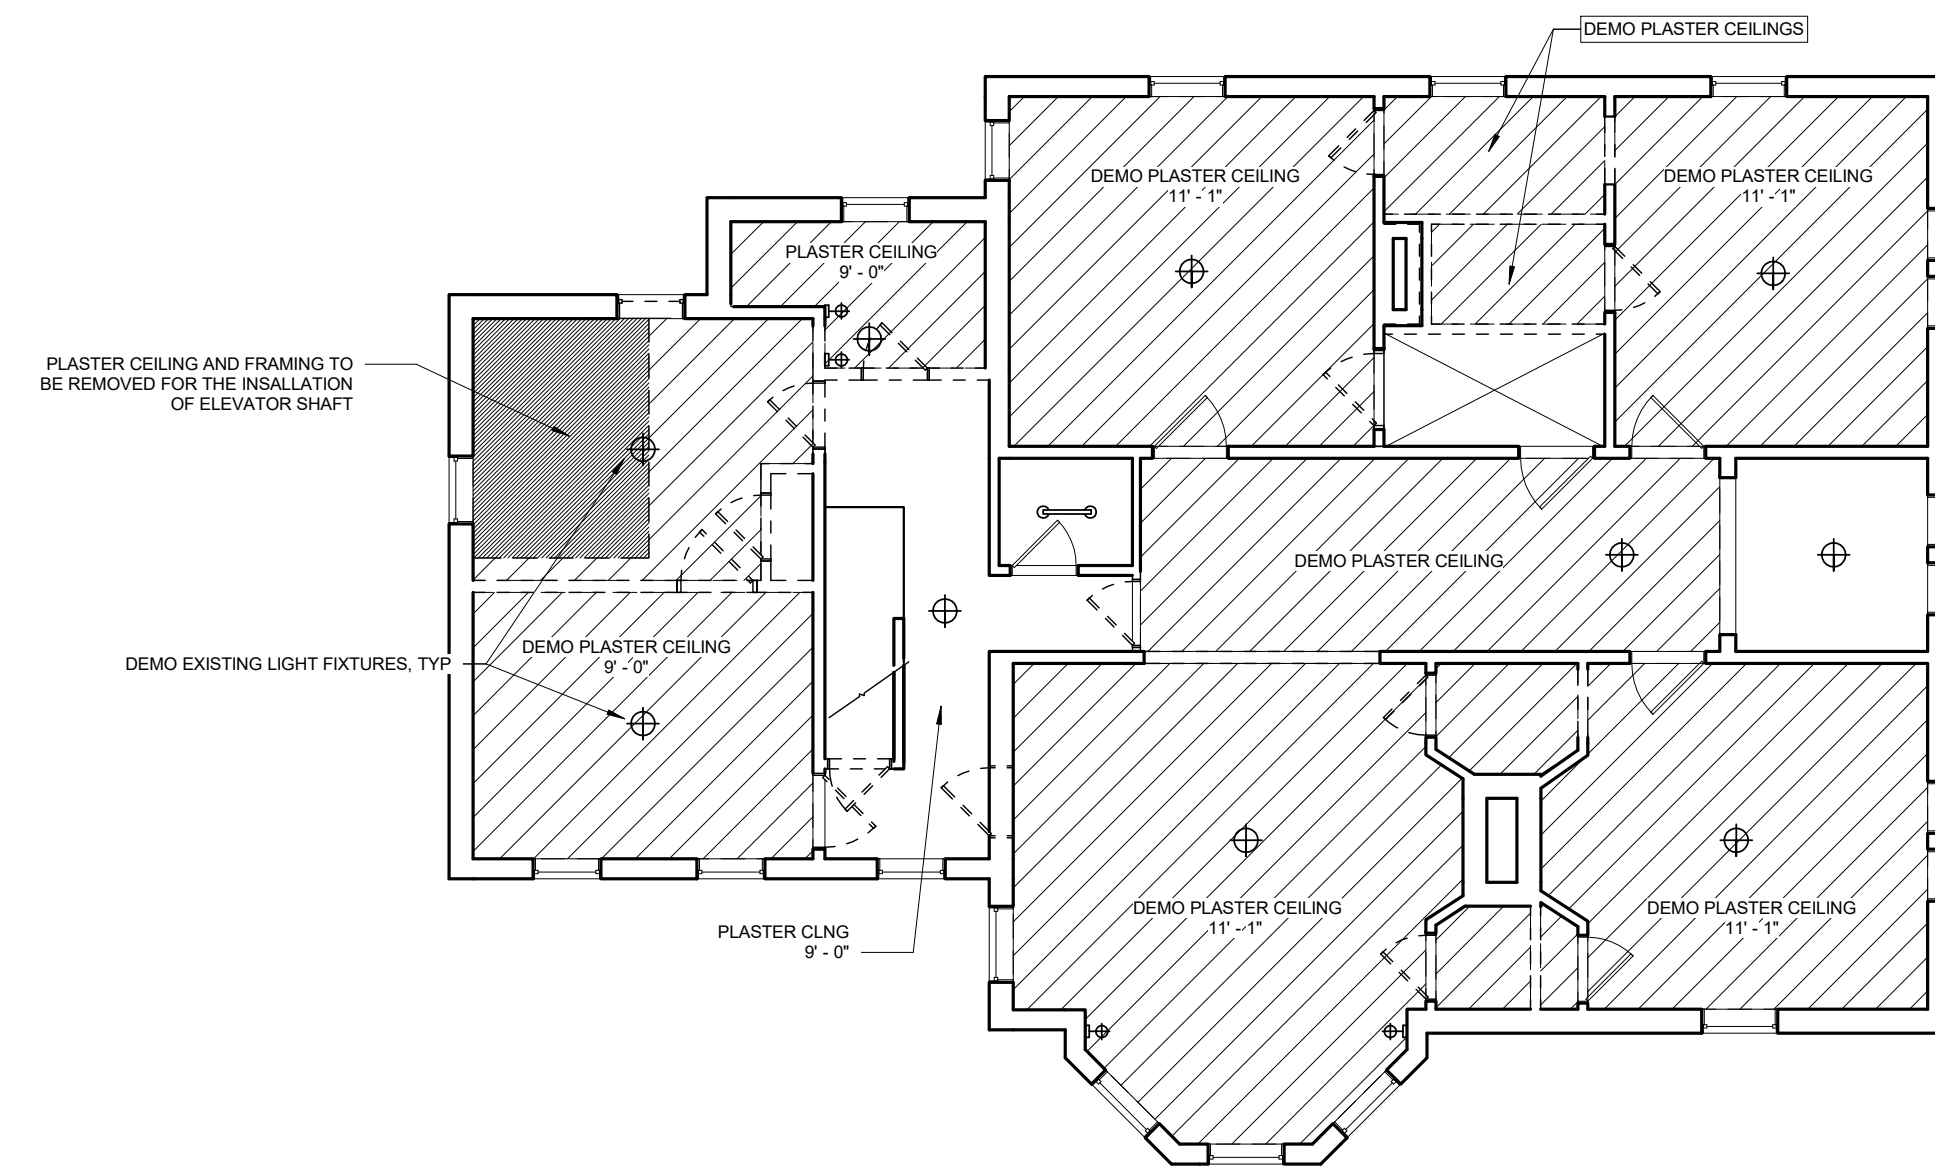 DEMO PLASTER CEILINGS
DEMO PLASTER CEILING
11' - 1"
DEMO PLASTER CEILING
11' - 1"
PLASTER CEILING
9' - 0"
PLASTER CEILING AND FRAMING TO
BE REMOVED FOR THE INSALLATION
OF ELEVATOR SHAFT
DEMO PLASTER CEILING
DEMO PLASTER CEILING
9' - 0"
DEMO EXISTING LIGHT FIXTURES, TYP
DEMO PLASTER CEILING
11' - 1"
DEMO PLASTER CEILING
11' - 1"
PLASTER CLNG
9' - 0"